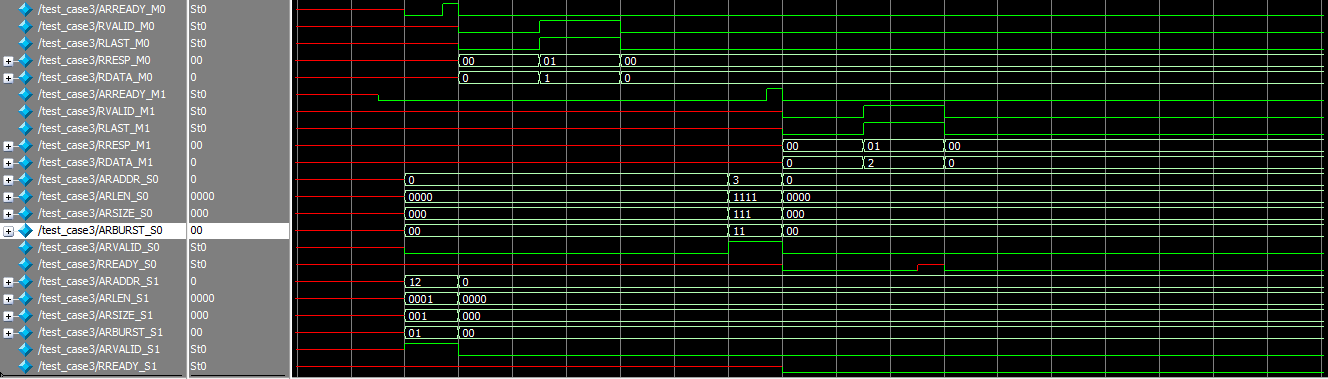 /test_case3/ARREADY_M0 St0
/test_case3/RVALID_M0 St0
/test_case3/RLAST_M0 St0
/test_case3/RRESP_M0 00 00 01 00
/test_case3/RDATA_M0 0 0 1 0
/test_case3/ARREADY_M1 St0
/test_case3/RVALID_M1 St0
/test_case3/RLAST_M1 St0
/test_case3/RRESP_M1 00 00 01 00
/test_case3/RDATA_M1 0 0 2 0
/test_case3/ARADDR_S0 0 0 3 0
/test_case3/ARLEN_S0 0000 0000 1111 0000
/test_case3/ARSIZE_S0 000 000 111 000
/test_case3/ARBURST_S0 00 00 11 00
/test_case3/ARVALID_S0 St0
/test_case3/RREADY_S0 St0
/test_case3/ARADDR_S1 0 12 0
/test_case3/ARLEN_S1 0000 0001 0000
/test_case3/ARSIZE_S1 000 001 000
/test_case3/ARBURST_S1 00 01 00
/test_case3/ARVALID_S1 St0
/test_case3/RREADY_S1 St0